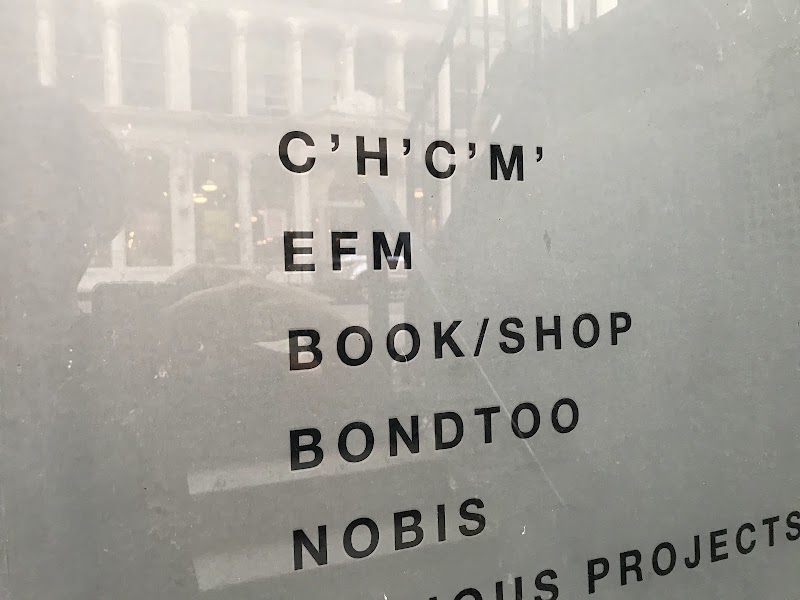 C'H'C'M'
EFM
BOOK/SHOP
BONDTOO
NOBIS
PROJECTS